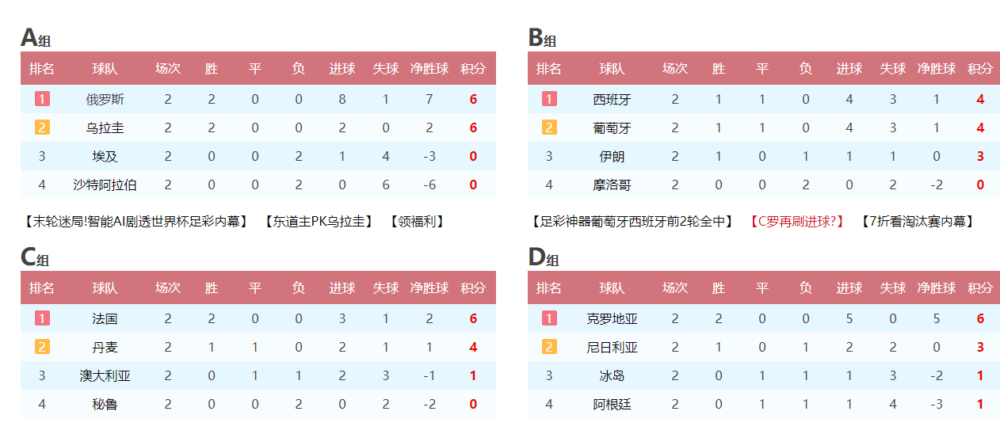 A组
排名 球队 场次 胜 平 负 进球 失球 净胜球 积分
1 俄罗斯 2 2 0 0 8 1 7 6
2 乌拉圭 2 2 0 0 2 0 2 6
3 埃及 2 0 0 2 1 4 -3 0
4 沙特阿拉伯 2 0 0 2 0 6 -6 0
【末轮迷局!智能AI剧透世界杯足彩内幕】 【东道主PK乌拉圭】 【领福利】
B组
排名 球队 场次 胜 平 负 进球 失球 净胜球 积分
1 西班牙 2 1 1 0 4 3 1 4
2 葡萄牙 2 1 1 0 4 3 1 4
3 伊朗 2 1 0 1 1 1 0 3
4 摩洛哥 2 0 0 2 0 2 -2 0
【足彩神器葡萄牙西班牙前2轮全中】 【C罗再刷进球?】 【7折看淘汰赛内幕】
C组
排名 球队 场次 胜 平 负 进球 失球 净胜球 积分
1 法国 2 2 0 0 3 1 2 6
2 丹麦 2 1 1 0 2 1 1 4
3 澳大利亚 2 0 1 1 2 3 -1 1
4 秘鲁 2 0 0 2 0 2 -2 0
D组
排名 球队 场次 胜 平 负 进球 失球 净胜球 积分
1 克罗地亚 2 2 0 0 5 0 5 6
2 尼日利亚 2 1 0 1 2 2 0 3
3 冰岛 2 0 1 1 1 3 -2 1
4 阿根廷 2 0 1 1 1 4 -3 1